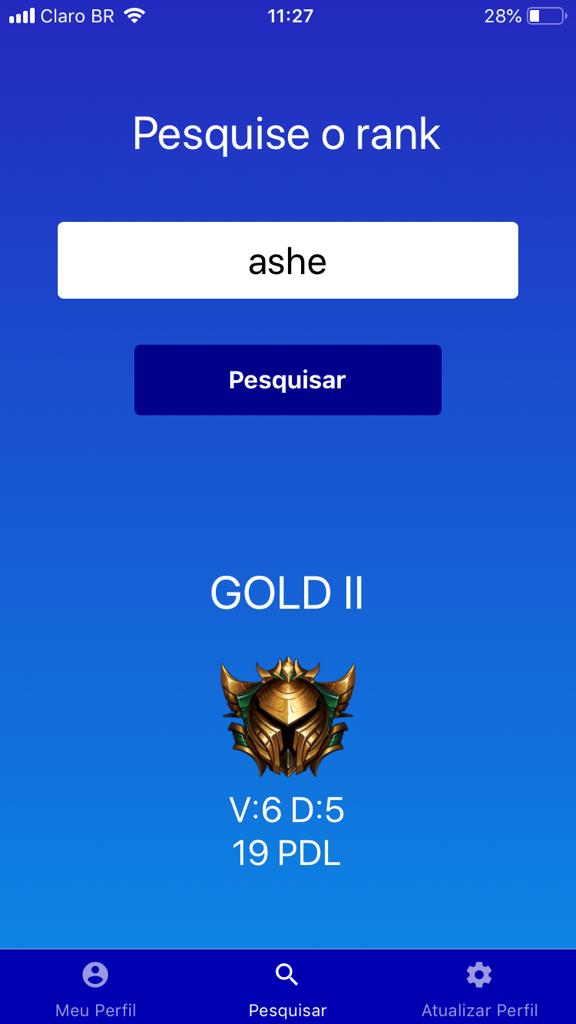 Claro BR 11:27 28%
Pesquise o rank
ashe
Pesquisar
GOLD II
V:6 D:5
19 PDL
Meu Perfil Pesquisar Atualizar Perfil